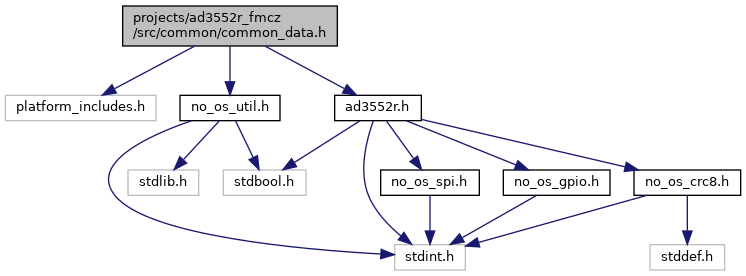 projects/ad3552r_fmcz
/src/common/common_data.h
platform_includes.h
no_os_util.h
ad3552r.h
stdlib.h
stdbool.h
no_os_spi.h
no_os_gpio.h
no_os_crc8.h
stdint.h
stddef.h